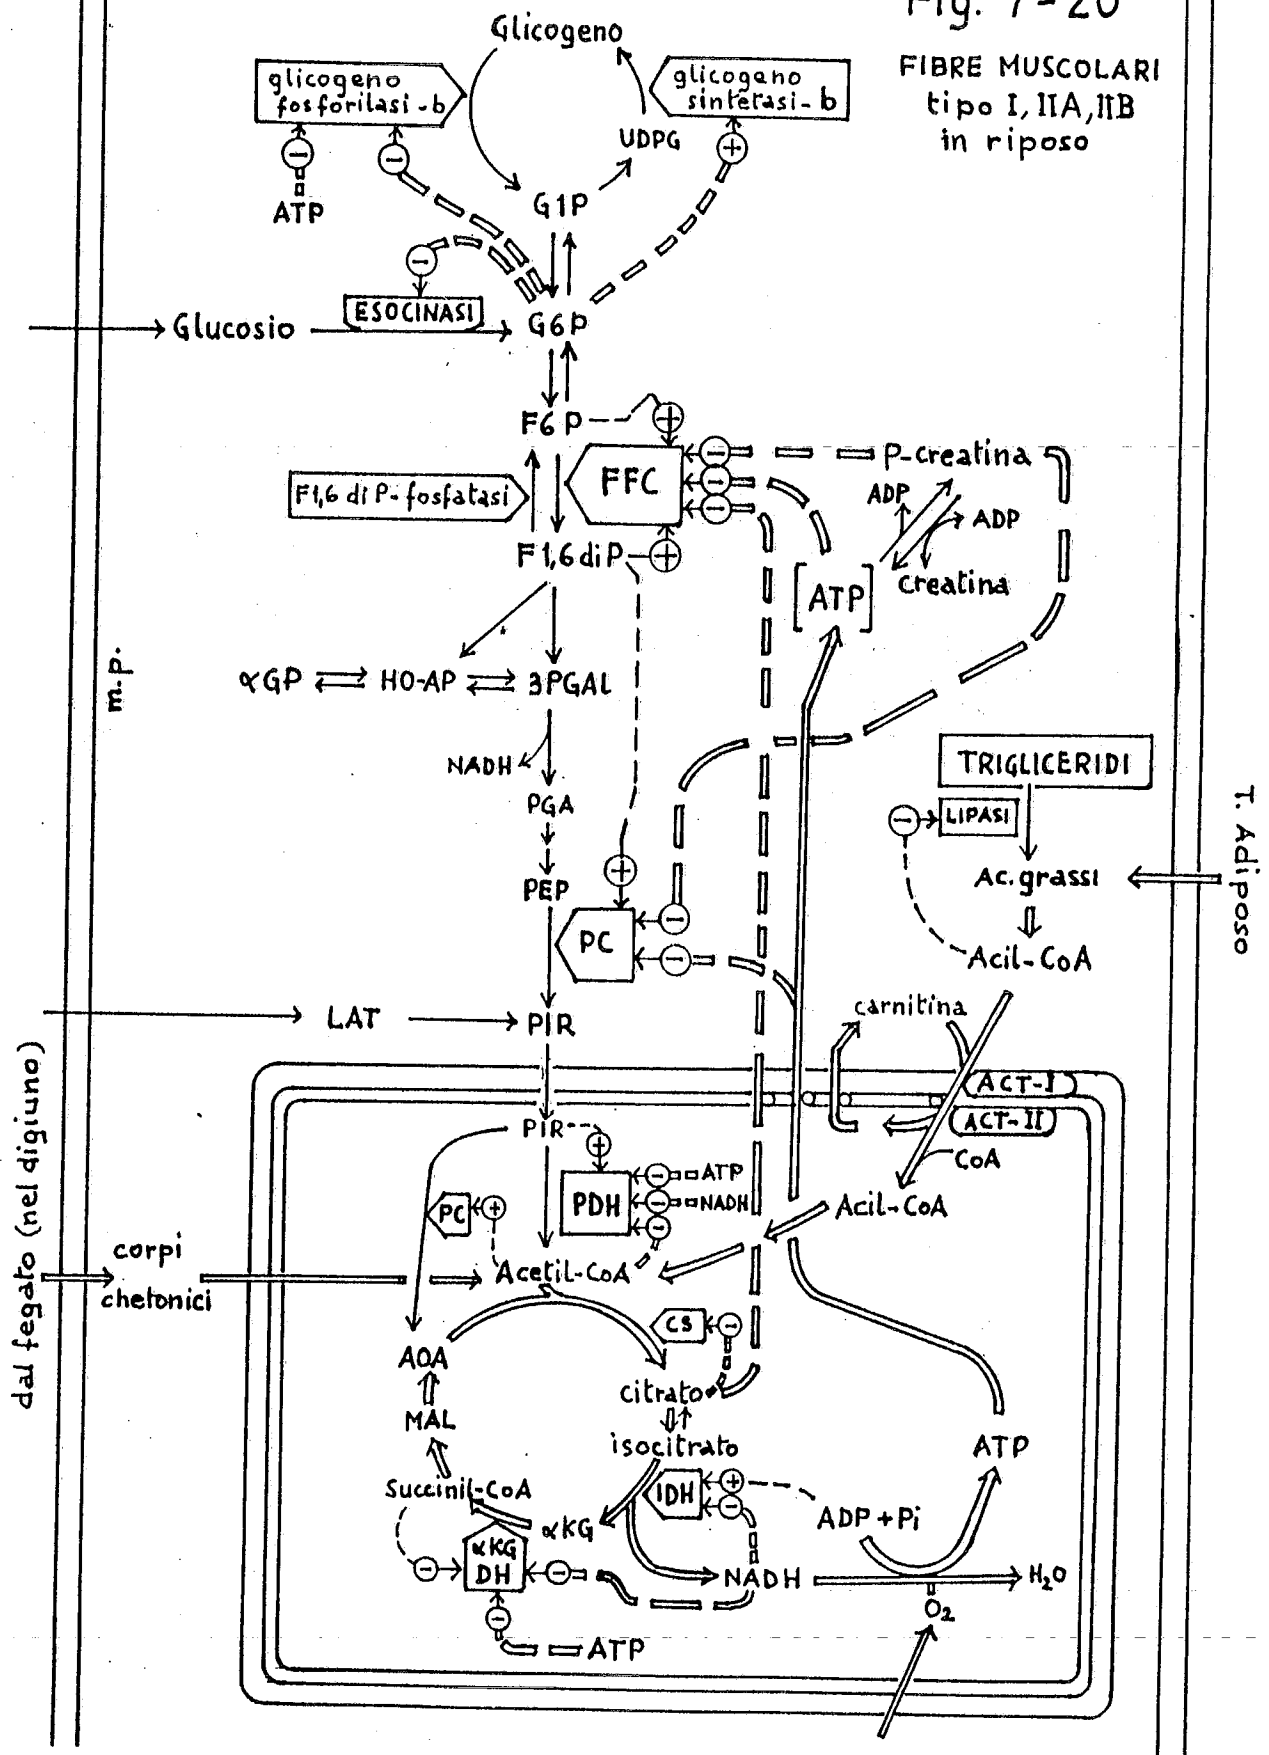 Fig. 7-20
FIBRE MUSCOLARI
tipo I, IIA, IIB
in riposo
Glicogeno
glicogeno
fosforilasi-b
glicogeno
sintetasi-b
UDPG
−
−
+
ATP
G1P
−
ESOCINASI
Glucosio
G6P
F6P
+
F1,6 di P-fosfatasi
FFC
−
−
−
P-creatina
ADP
ADP
creatina
[ATP]
F1,6 diP
+
m.p.
αGP
HO-AP
3PGAL
NADH
PGA
TRIGLICERIDI
−
LIPASI
Ac.grassi
T. Adiposo
+
PEP
PC
−
−
Acil-CoA
LAT
PIR
carnitina
ACT-I
ACT-II
CoA
PIR
+
PDH
−
ATP
−
NADH
−
PC
+
Acil-CoA
dal fegato (nel digiuno)
corpi
chetonici
Acetil-CoA
CS
−
AOA
citrato
MAL
isocitrato
ATP
Succinil-CoA
IDH
+
−
αKG
ADP+Pi
αKG
DH
−
−
NADH
H2O
O2
−
ATP